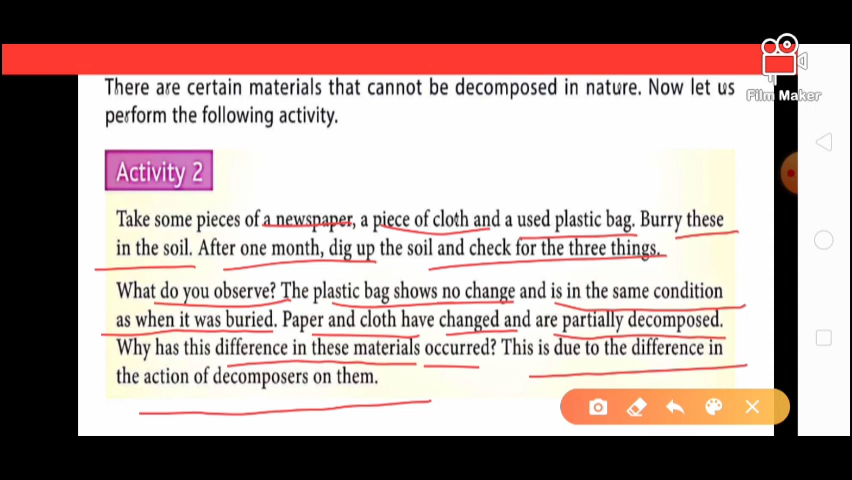 There are certain materials that cannot be decomposed in nature. Now let us
perform the following activity.
Film Maker
Activity 2
Take some pieces of a newspaper, a piece of cloth and a used plastic bag. Burry these
in the soil. After one month, dig up the soil and check for the three things.
What do you observe? The plastic bag shows no change and is in the same condition
as when it was buried. Paper and cloth have changed and are partially decomposed.
Why has this difference in these materials occurred? This is due to the difference in
the action of decomposers on them.